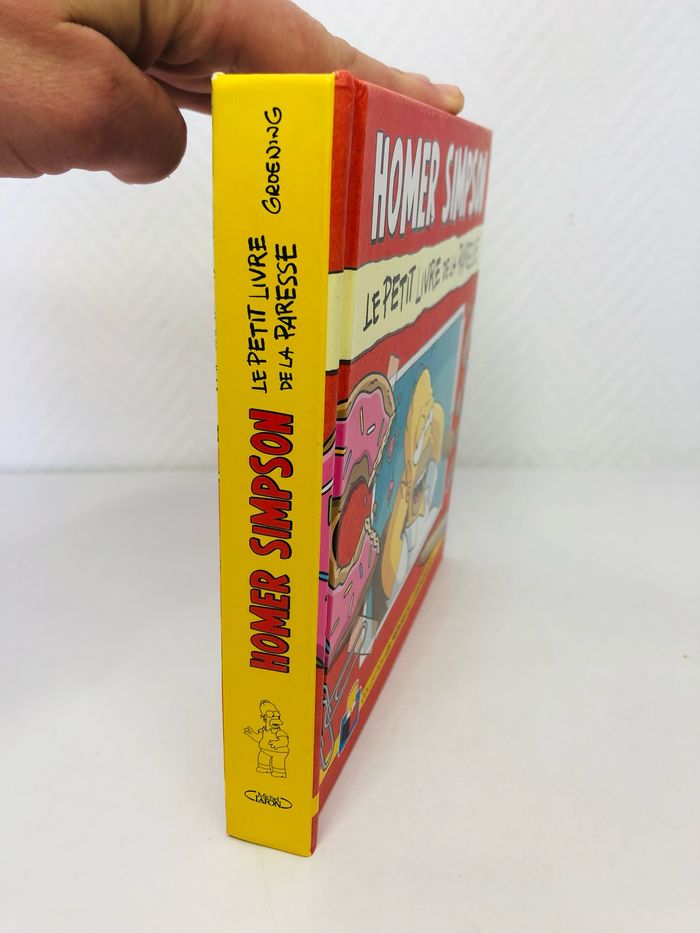 HOMER SIMPSON
LE PETIT LIVRE
DE LA PARESSE
GROENING
Michel
LAFON
HOMER SIMPSON
LE PETIT LIVRE DE LA PARESSE